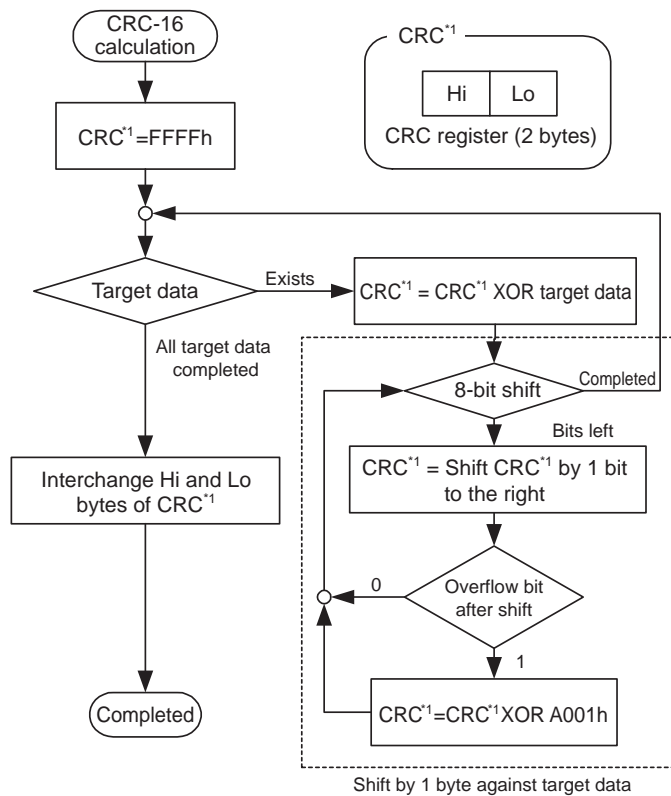 CRC-16
calculation
CRC*1
Hi
Lo
CRC register (2 bytes)
CRC*1=FFFFh
Target data
Exists
CRC*1 = CRC*1 XOR target data
All target data
completed
8-bit shift
Completed
Bits left
Interchange Hi and Lo
bytes of CRC*1
CRC*1 = Shift CRC*1 by 1 bit
to the right
Overflow bit
after shift
0
1
Completed
CRC*1=CRC*1XOR A001h
Shift by 1 byte against target data